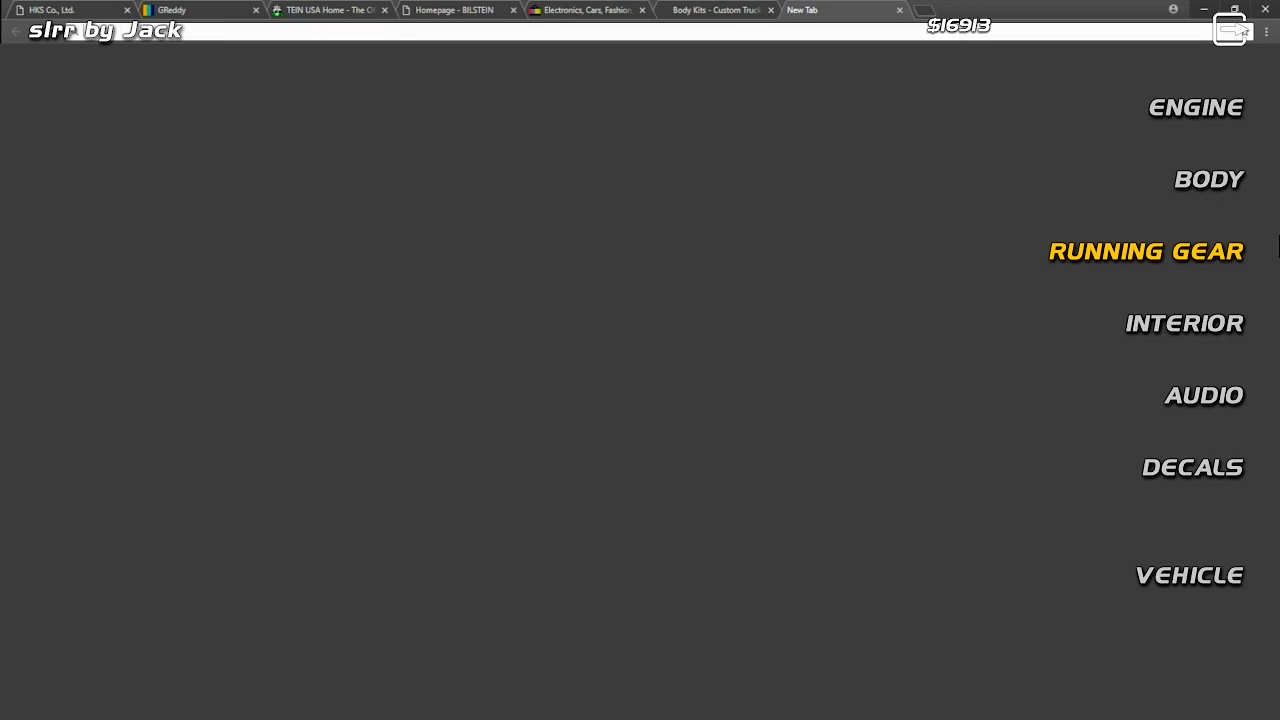 HKS Co., Ltd. GReddy TEIN USA Home - The Of Homepage - BILSTEIN Electronics, Cars, Fashion, Body Kits - Custom Truck New Tab
slrr by Jack $16913
ENGINE
BODY
RUNNING GEAR
INTERIOR
AUDIO
DECALS
VEHICLE